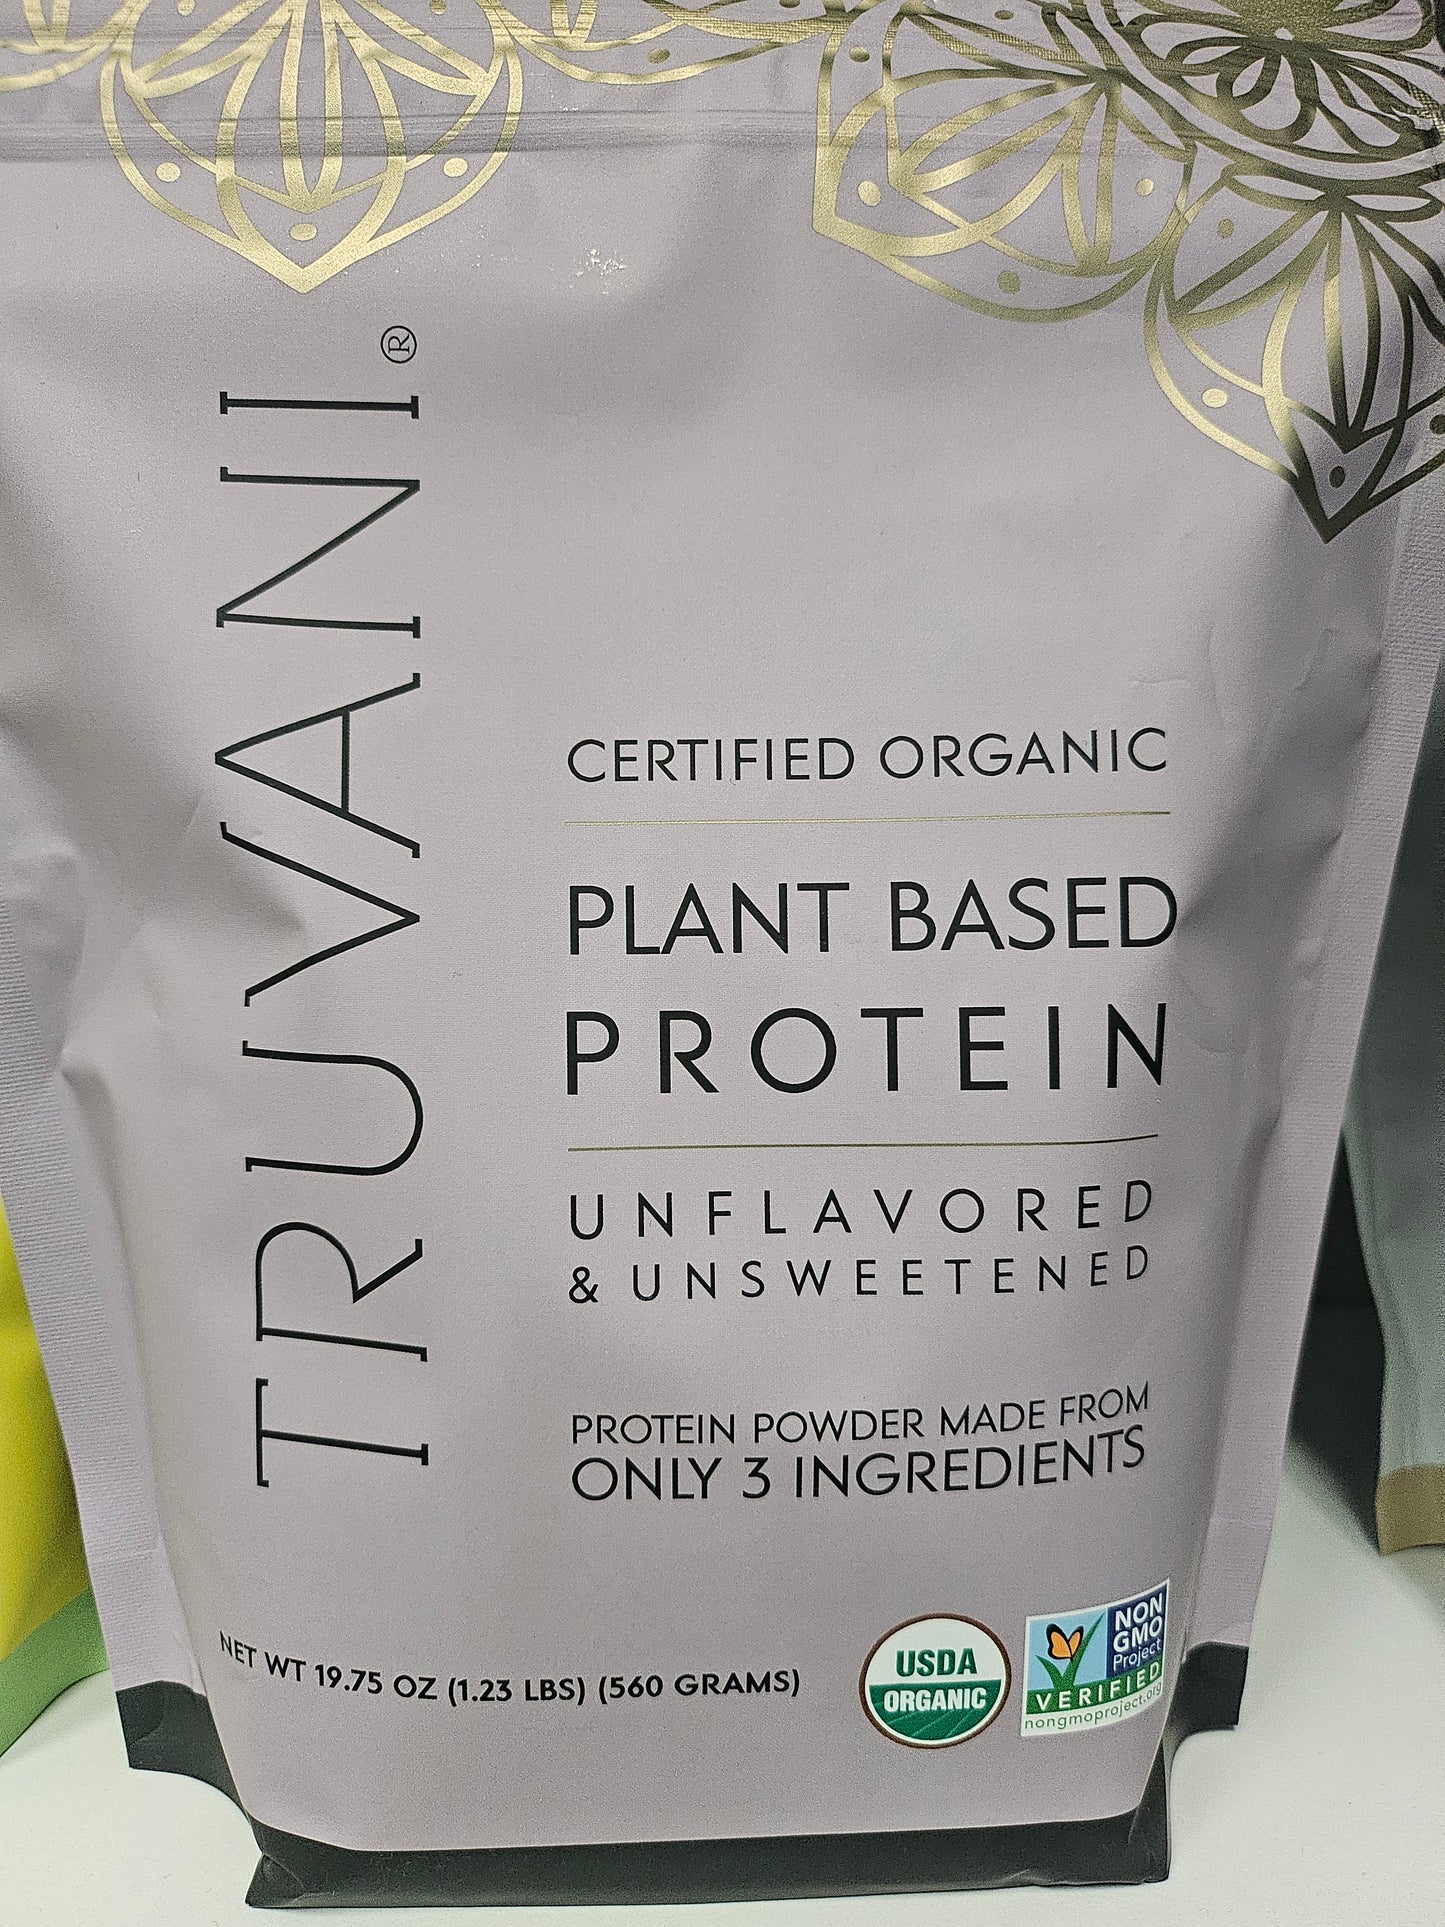 TRUVANI®
CERTIFIED ORGANIC
PLANT BASED
PROTEIN
UNFLAVORED
& UNSWEETENED
PROTEIN POWDER MADE FROM
ONLY 3 INGREDIENTS
NET WT 19.75 OZ (1.23 LBS) (560 GRAMS)
USDA
ORGANIC
NON
GMO
Project
VERIFIED
nongmoproject.org